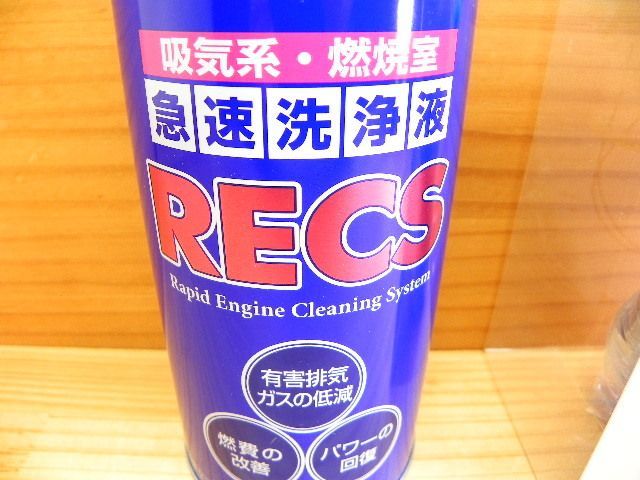 吸気系・燃焼室
急速洗浄液
RECS
Rapid Engine Cleaning System
有害排気
ガスの低減
燃費の
改善
パワーの
回復